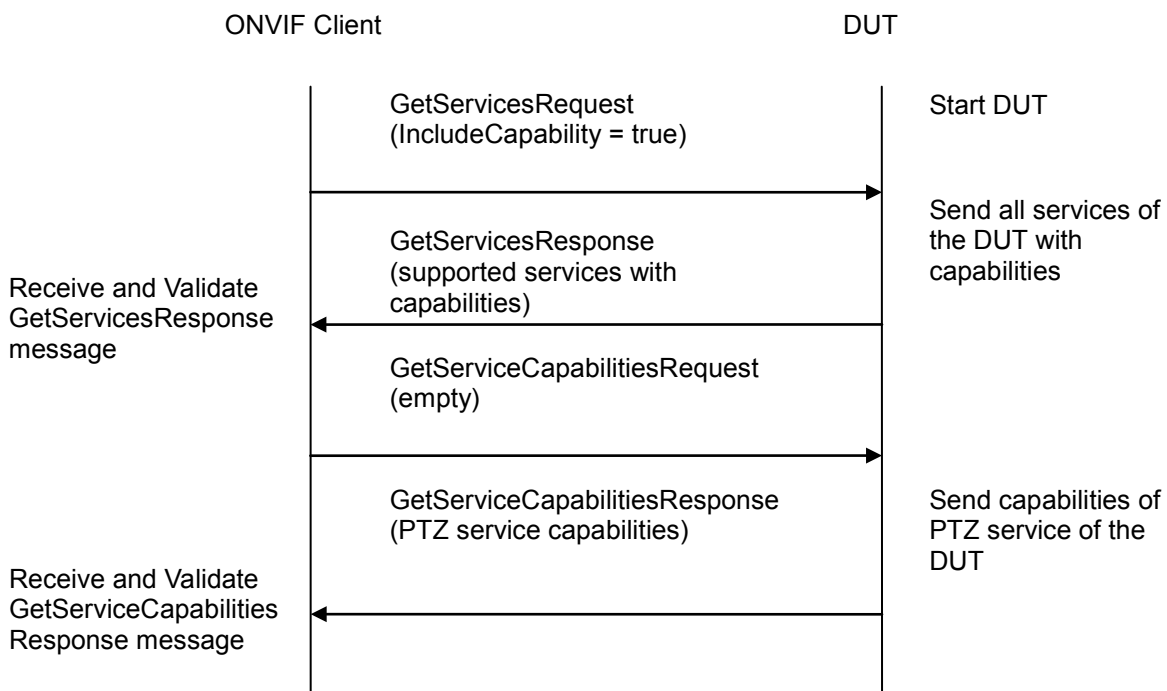 ONVIF Client
DUT
GetServicesRequest
(IncludeCapability = true)
Start DUT
Send all services of
the DUT with
capabilities
GetServicesResponse
(supported services with
capabilities)
Receive and Validate
GetServicesResponse
message
GetServiceCapabilitiesRequest
(empty)
GetServiceCapabilitiesResponse
(PTZ service capabilities)
Send capabilities of
PTZ service of the
DUT
Receive and Validate
GetServiceCapabilities
Response message